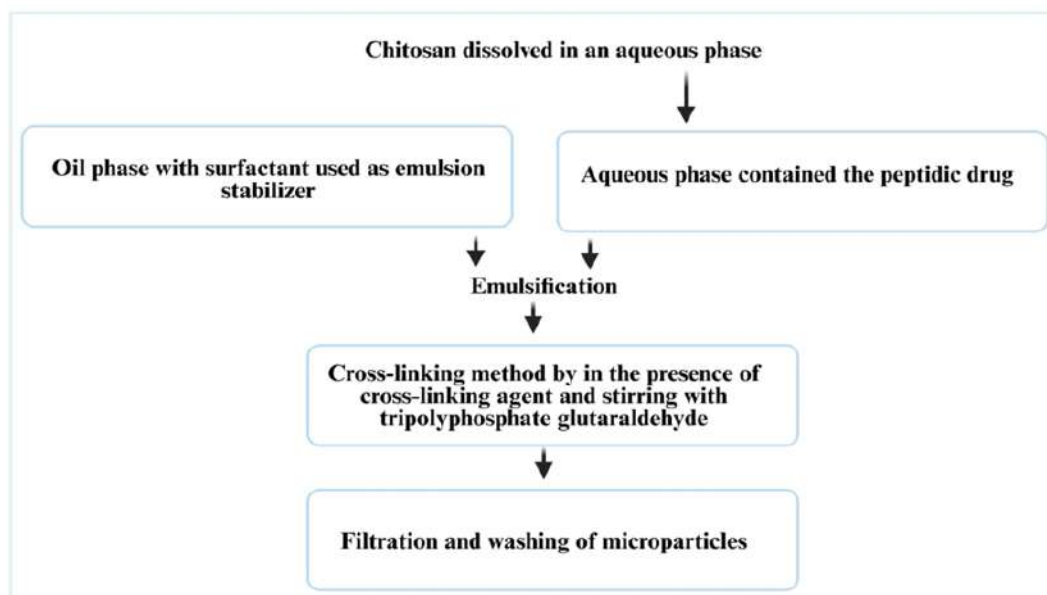 Chitosan dissolved in an aqueous phase
Oil phase with surfactant used as emulsion
stabilizer
Aqueous phase contained the peptidic drug
Emulsification
Cross-linking method by in the presence of
cross-linking agent and stirring with
tripolyphosphate glutaraldehyde
Filtration and washing of microparticles